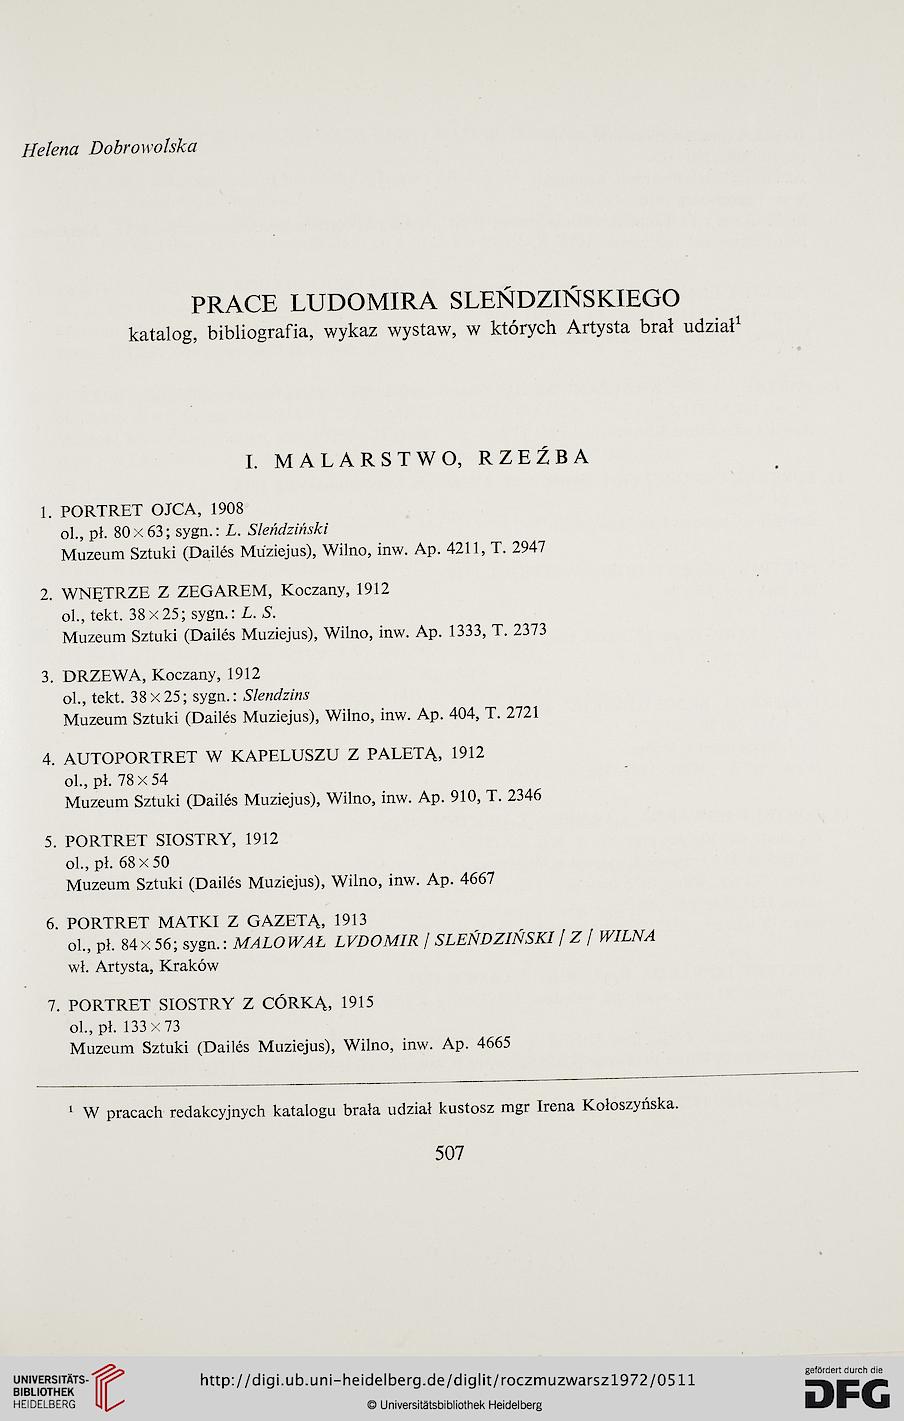 Helena Dobrowolska
PRACE LUDOMIRA SLEŃDZIŃSKIEGO
katalog, bibliografia, wykaz wystaw, w których Artysta brał udział¹
I. MALARSTWO, RZEŹBA
1. PORTRET OJCA, 1908
ol., pł. 80×63; sygn.: L. Sleńdziński
Muzeum Sztuki (Dailés Muziejus), Wilno, inw. Ap. 4211, T. 2947
2. WNĘTRZE Z ZEGAREM, Koczany, 1912
ol., tekt. 38×25; sygn.: L. S.
Muzeum Sztuki (Dailés Muziejus), Wilno, inw. Ap. 1333, T. 2373
3. DRZEWA, Koczany, 1912
ol., tekt. 38×25; sygn.: Slendzins
Muzeum Sztuki (Dailés Muziejus), Wilno, inw. Ap. 404, T. 2721
4. AUTOPORTRET W KAPELUSZU Z PALETĄ, 1912
ol., pł. 78×54
Muzeum Sztuki (Dailés Muziejus), Wilno, inw. Ap. 910, T. 2346
5. PORTRET SIOSTRY, 1912
ol., pł. 68×50
Muzeum Sztuki (Dailés Muziejus), Wilno, inw. Ap. 4667
6. PORTRET MATKI Z GAZETĄ, 1913
ol., pł. 84×56; sygn.: MALOWAŁ LVDOMIR / SLEŃDZIŃSKI / Z / WILNA
wł. Artysta, Kraków
7. PORTRET SIOSTRY Z CÓRKĄ, 1915
ol., pł. 133×73
Muzeum Sztuki (Dailés Muziejus), Wilno, inw. Ap. 4665
¹ W pracach redakcyjnych katalogu brała udział kustosz mgr Irena Kołoszyńska.
507
UNIVERSITÄTS-
BIBLIOTHEK
HEIDELBERG
http://digi.ub.uni-heidelberg.de/diglit/roczmuzwarsz1972/0511
© Universitätsbibliothek Heidelberg
gefördert durch die
DFG